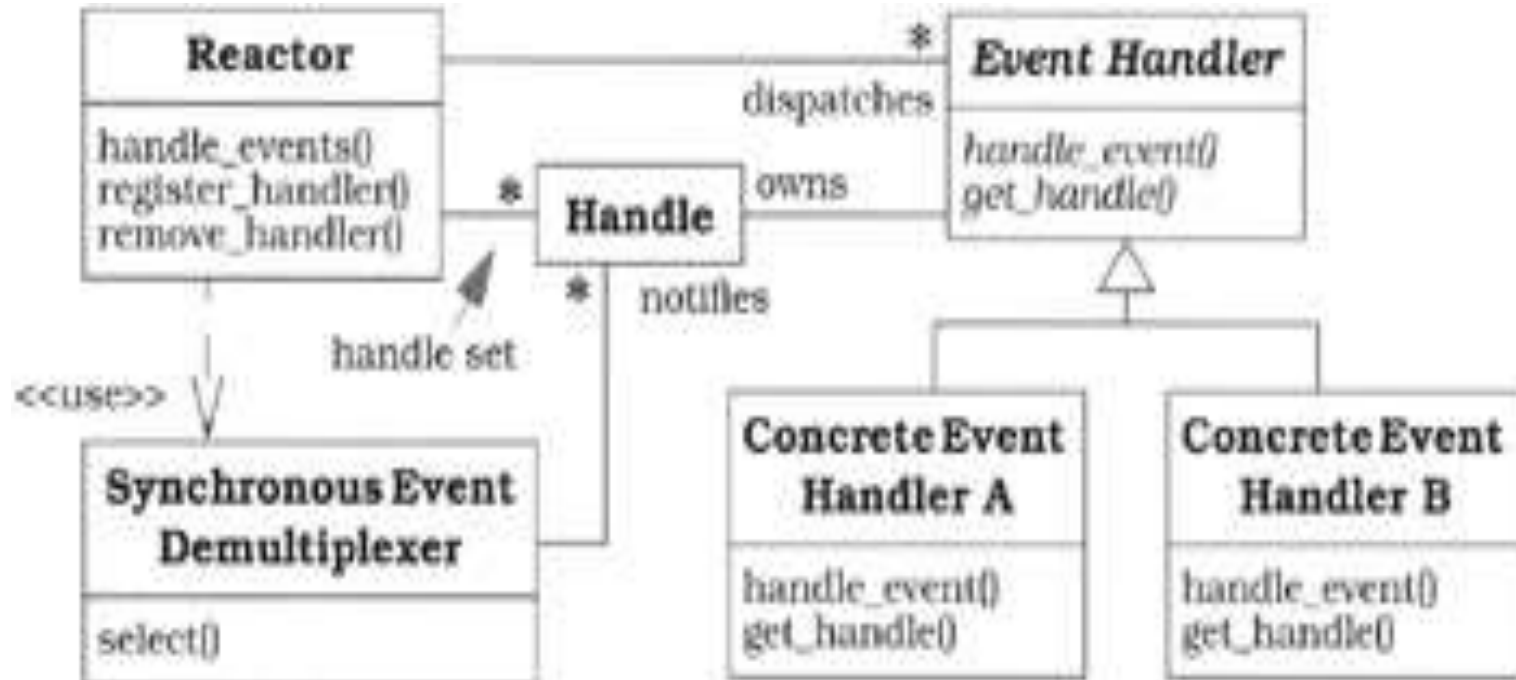 Reactor
handle_events()
register_handler()
remove_handler()
*
dispatches
Event Handler
handle_event()
get_handle()
*
Handle
owns
*
notifies
handle set
<<use>>
Synchronous Event
Demultiplexer
select()
Concrete Event
Handler A
handle_event()
get_handle()
Concrete Event
Handler B
handle_event()
get_handle()